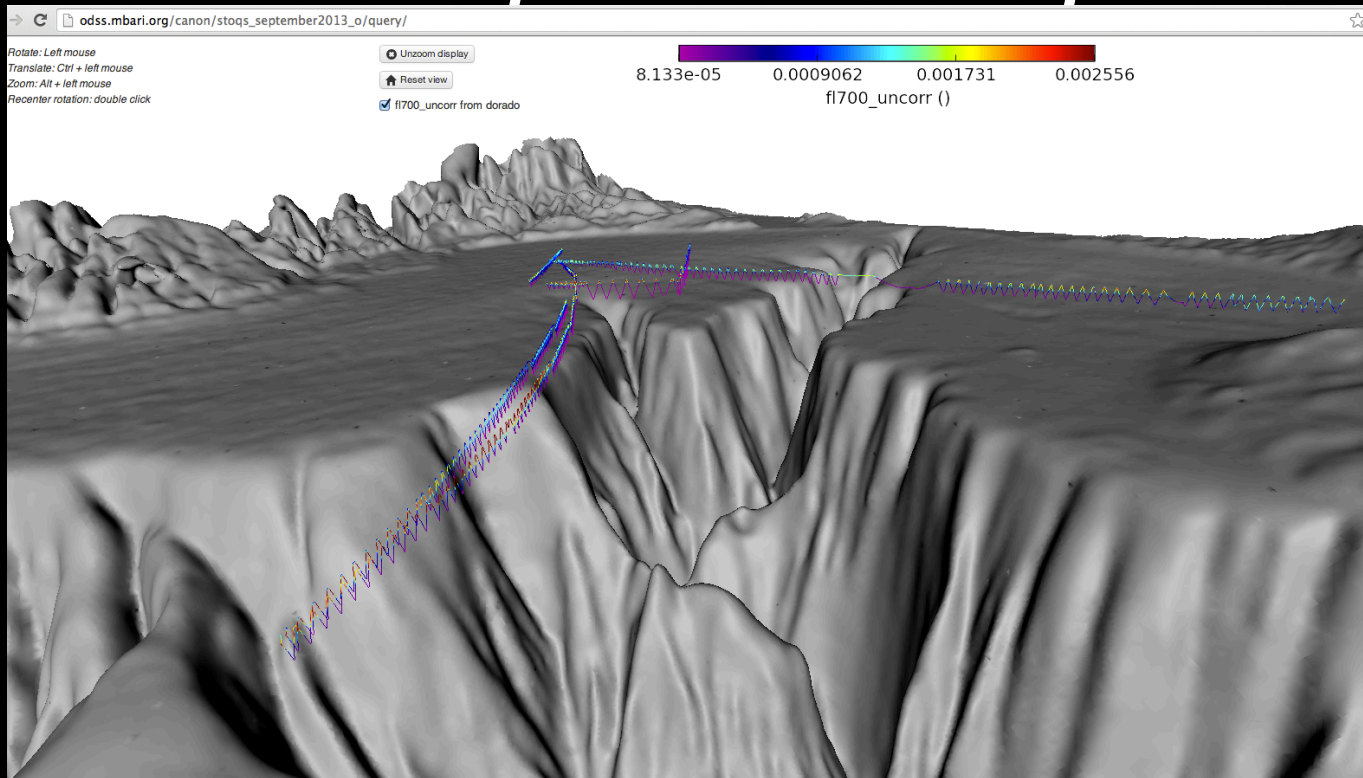 odss.mbari.org/canon/stoqs_september2013_o/query/
Rotate: Left mouse
Translate: Ctrl + left mouse
Zoom: Alt + left mouse
Recenter rotation: double click
Unzoom display
Reset view
fl700_uncorr from dorado
8.133e-05 0.0009062 0.001731 0.002556
fl700_uncorr ()